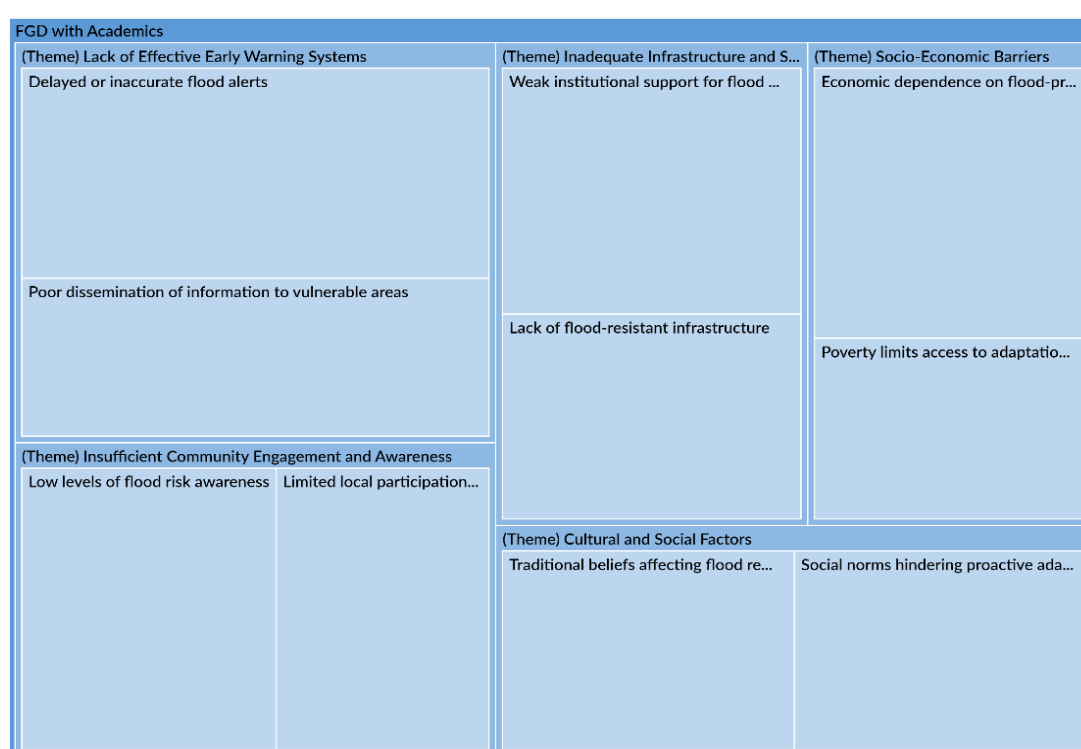 FGD with Academics
(Theme) Lack of Effective Early Warning Systems
Delayed or inaccurate flood alerts
Poor dissemination of information to vulnerable areas
(Theme) Insufficient Community Engagement and Awareness
Low levels of flood risk awareness
Limited local participation...
(Theme) Inadequate Infrastructure and S...
Weak institutional support for flood ...
Lack of flood-resistant infrastructure
(Theme) Socio-Economic Barriers
Economic dependence on flood-pr...
Poverty limits access to adaptatio...
(Theme) Cultural and Social Factors
Traditional beliefs affecting flood re...
Social norms hindering proactive ada...